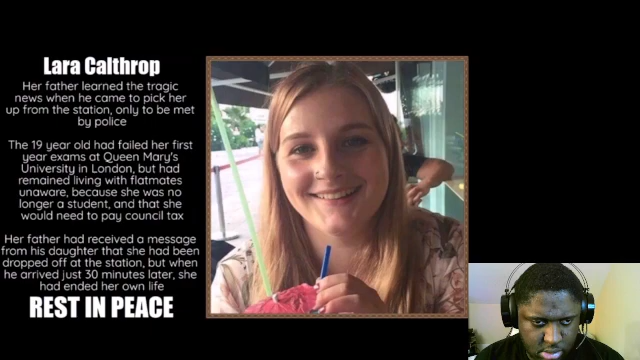 Lara Calthrop
Her father learned the tragic
news when he came to pick her
up from the station, only to be met
by police
The 19 year old had failed her first
year exams at Queen Mary's
University in London, but had
remained living with flatmates
unaware, because she was no
longer a student, and that she
would need to pay council tax
Her father had received a message
from his daughter that she had been
dropped off at the station, but when
he arrived just 30 minutes later, she
had ended her own life
REST IN PEACE